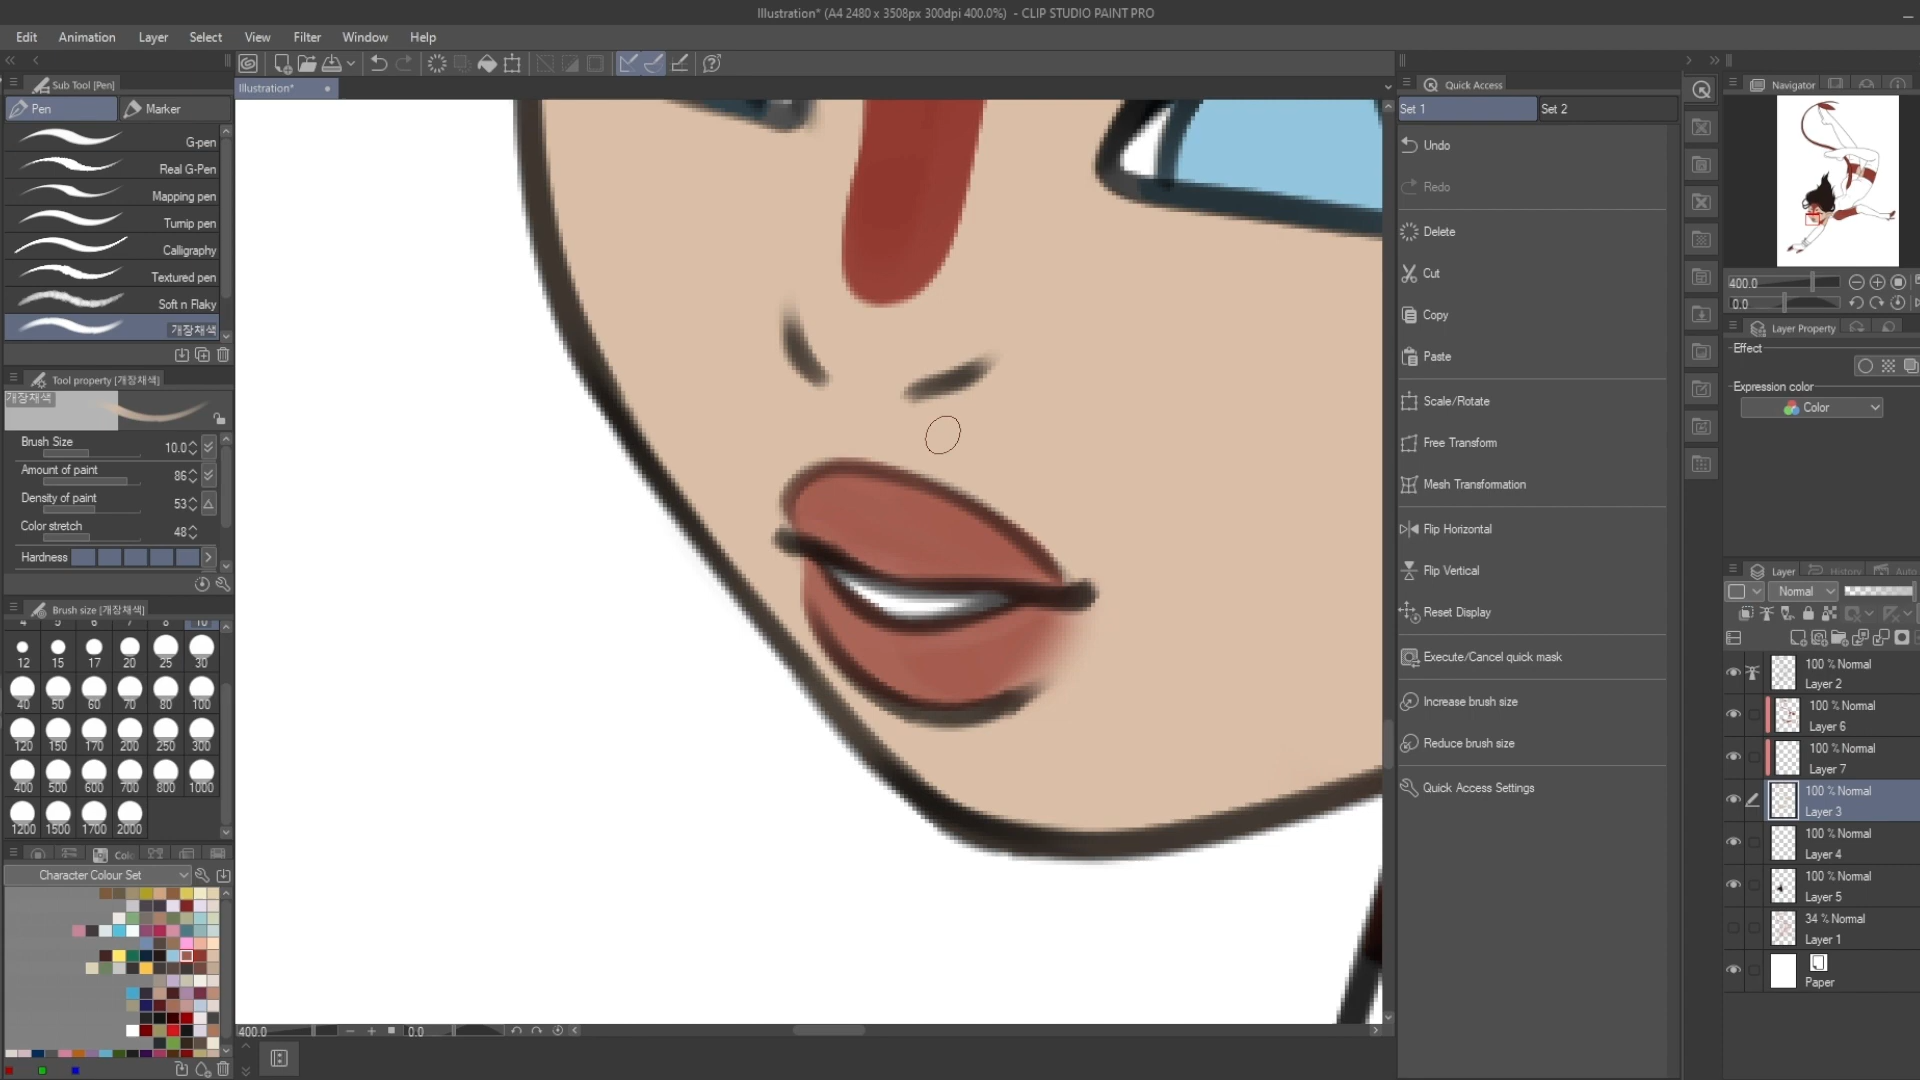 Illustration* (A4 2480 x 3508px 300dpi 400.0%) - CLIP STUDIO PAINT PRO
Edit Animation Layer Select View Filter Window Help
Sub Tool [Pen]
Pen Marker
G-pen
Real G-Pen
Mapping pen
Turnip pen
Calligraphy
Textured pen
Soft n Flaky
개장채색
Tool property [개장채색]
개장채색
Brush Size 10.0
Amount of paint 86
Density of paint 53
Color stretch 48
Hardness
Brush size [개장채색]
4 5 6 7 8 10
12 15 17 20 25 30
40 50 60 70 80 100
120 150 170 200 250 300
400 500 600 700 800 1000
1200 1500 1700 2000
Character Colour Set
Illustration*
400.0 0.0
Quick Access
Set 1 Set 2
Undo
Redo
Delete
Cut
Copy
Paste
Scale/Rotate
Free Transform
Mesh Transformation
Flip Horizontal
Flip Vertical
Reset Display
Execute/Cancel quick mask
Increase brush size
Reduce brush size
Quick Access Settings
Navigator
400.0
0.0
Layer Property
Effect
Expression color
Color
Layer History Auto
Normal
100 % Normal
Layer 2
100 % Normal
Layer 6
100 % Normal
Layer 7
100 % Normal
Layer 3
100 % Normal
Layer 4
100 % Normal
Layer 5
34 % Normal
Layer 1
Paper